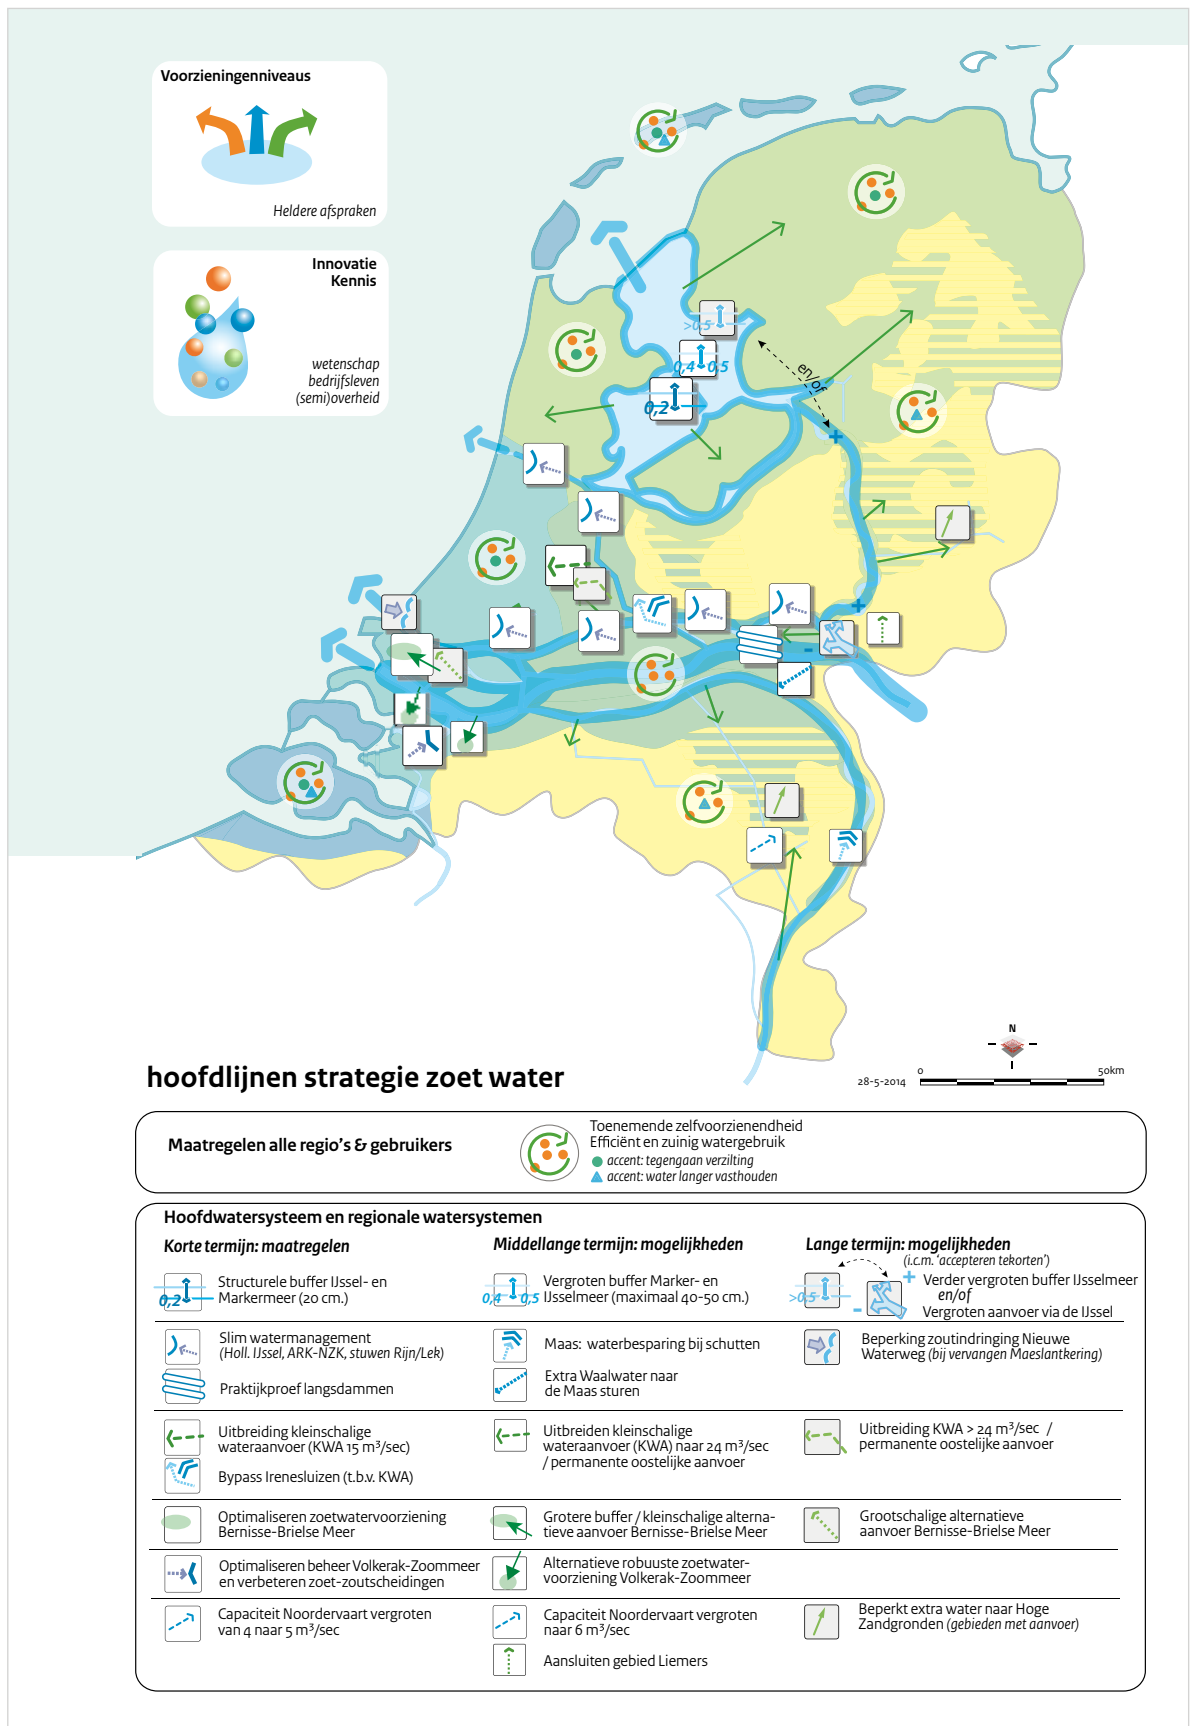 Voorzieningenniveaus
Heldere afspraken
Innovatie
Kennis
wetenschap
bedrijfsleven
(semi)overheid
>0,5
0,4 0,5
0,2
en/of
+
+
-
N
28-5-2014
0
50km
hoofdlijnen strategie zoet water
Maatregelen alle regio's & gebruikers
Toenemende zelfvoorzienendheid
Efficiënt en zuinig watergebruik
accent: tegengaan verzilting
accent: water langer vasthouden
Hoofdwatersysteem en regionale watersystemen
Korte termijn: maatregelen
0,2
Structurele buffer IJssel- en
Markermeer (20 cm.)
Slim watermanagement
(Holl. IJssel, ARK-NZK, stuwen Rijn/Lek)
Praktijkproef langsdammen
Uitbreiding kleinschalige
wateraanvoer (KWA 15 m³/sec)
Bypass Irenesluizen (t.b.v. KWA)
Optimaliseren zoetwatervoorziening
Bernisse-Brielse Meer
Optimaliseren beheer Volkerak-Zoommeer
en verbeteren zoet-zoutscheidingen
Capaciteit Noordervaart vergroten
van 4 naar 5 m³/sec
Middellange termijn: mogelijkheden
0,4 0,5
Vergroten buffer Marker- en
IJsselmeer (maximaal 40-50 cm.)
Maas: waterbesparing bij schutten
Extra Waalwater naar
de Maas sturen
Uitbreiden kleinschalige
wateraanvoer (KWA) naar 24 m³/sec
/ permanente oostelijke aanvoer
Grotere buffer / kleinschalige alterna-
tieve aanvoer Bernisse-Brielse Meer
Alternatieve robuuste zoetwater-
voorziening Volkerak-Zoommeer
Capaciteit Noordervaart vergroten
naar 6 m³/sec
Aansluiten gebied Liemers
Lange termijn: mogelijkheden
(i.c.m. 'accepteren tekorten')
>0,5
+
-
Verder vergroten buffer IJsselmeer
en/of
Vergroten aanvoer via de IJssel
Beperking zoutindringing Nieuwe
Waterweg (bij vervangen Maeslantkering)
Uitbreiding KWA > 24 m³/sec /
permanente oostelijke aanvoer
Grootschalige alternatieve
aanvoer Bernisse-Brielse Meer
Beperkt extra water naar Hoge
Zandgronden (gebieden met aanvoer)